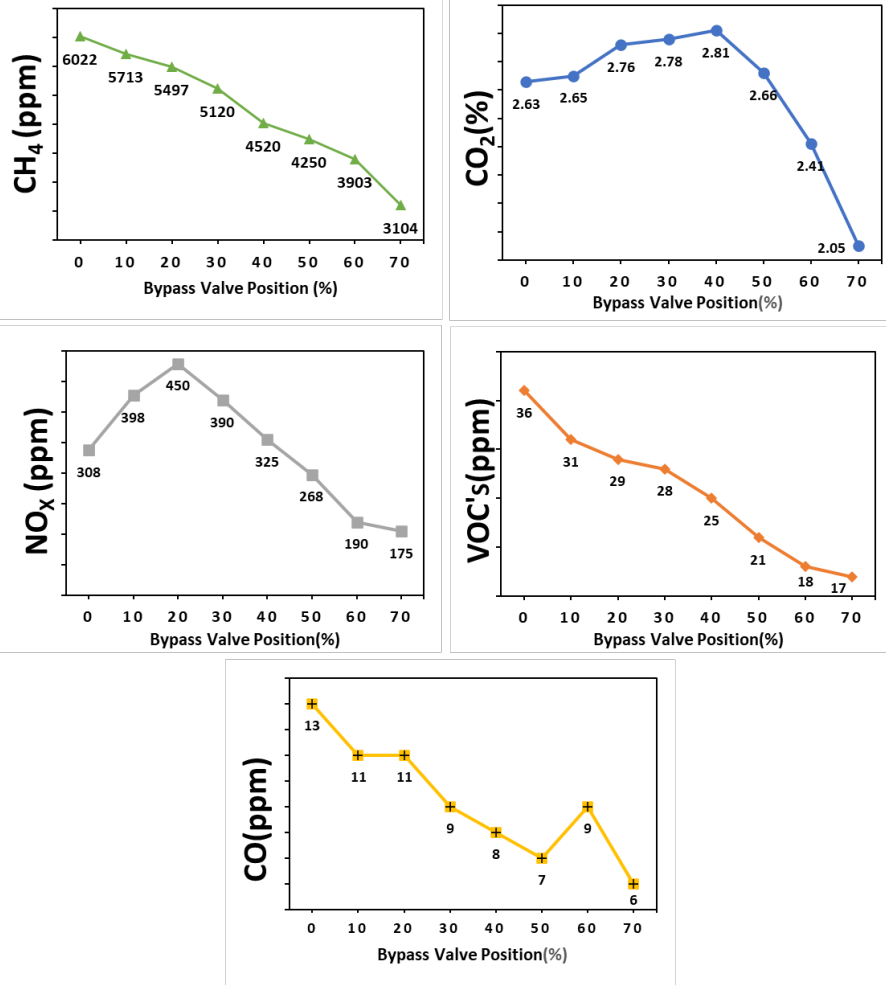 CH4 (ppm)
6022
5713
5497
5120
4520
4250
3903
3104
0 10 20 30 40 50 60 70
Bypass Valve Position (%)
CO2(%)
2.63
2.65
2.76
2.78
2.81
2.66
2.41
2.05
0 10 20 30 40 50 60 70
Bypass Valve Position(%)
NOX (ppm)
308
398
450
390
325
268
190
175
0 10 20 30 40 50 60 70
Bypass Valve Position(%)
VOC's(ppm)
36
31
29
28
25
21
18
17
0 10 20 30 40 50 60 70
Bypass Valve Position(%)
CO(ppm)
13
11
11
9
8
7
9
6
0 10 20 30 40 50 60 70
Bypass Valve Position(%)